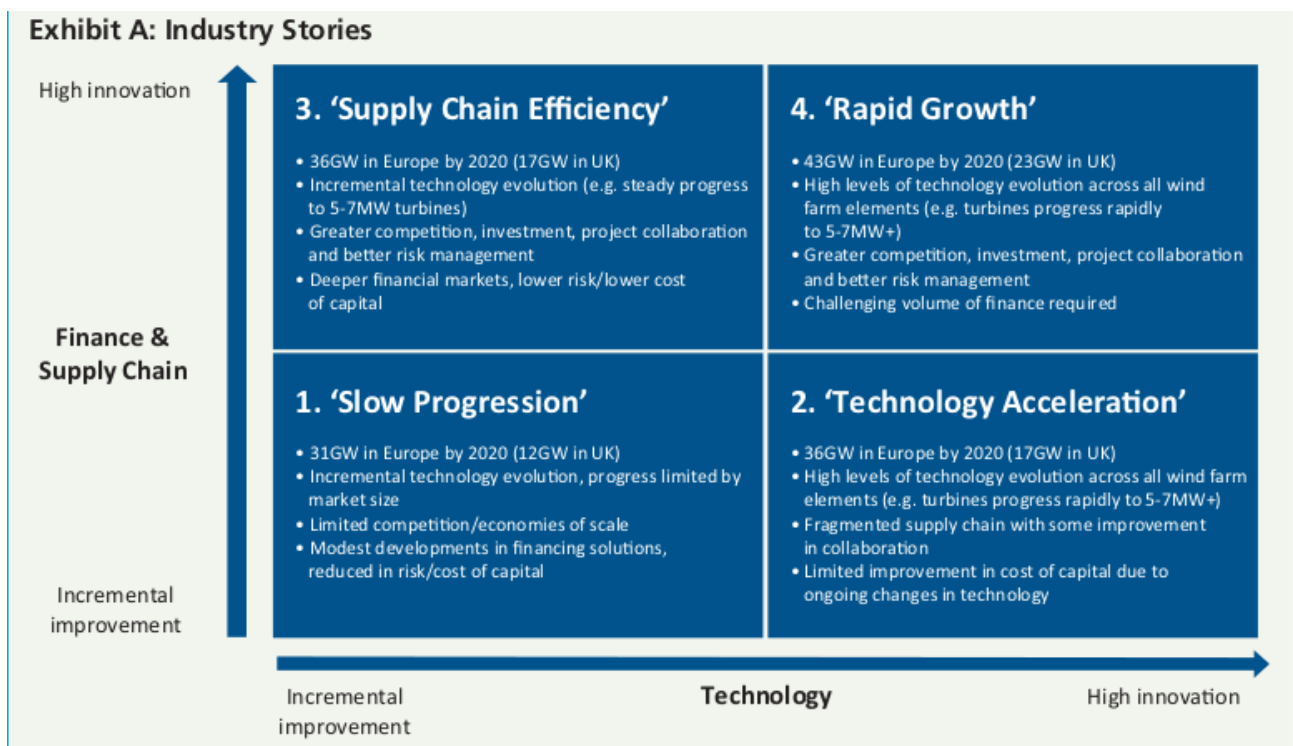 Exhibit A: Industry Stories
High innovation
Finance &
Supply Chain
Incremental
improvement
3. ‘Supply Chain Efficiency’
• 36GW in Europe by 2020 (17GW in UK)
• Incremental technology evolution (e.g. steady progress
to 5-7MW turbines)
• Greater competition, investment, project collaboration
and better risk management
• Deeper financial markets, lower risk/lower cost
of capital
4. ‘Rapid Growth’
• 43GW in Europe by 2020 (23GW in UK)
• High levels of technology evolution across all wind
farm elements (e.g. turbines progress rapidly
to 5-7MW+)
• Greater competition, investment, project collaboration
and better risk management
• Challenging volume of finance required
1. ‘Slow Progression’
• 31GW in Europe by 2020 (12GW in UK)
• Incremental technology evolution, progress limited by
market size
• Limited competition/economies of scale
• Modest developments in financing solutions,
reduced in risk/cost of capital
2. ‘Technology Acceleration’
• 36GW in Europe by 2020 (17GW in UK)
• High levels of technology evolution across all wind farm
elements (e.g. turbines progress rapidly to 5-7MW+)
• Fragmented supply chain with some improvement
in collaboration
• Limited improvement in cost of capital due to
ongoing changes in technology
Incremental
improvement
Technology
High innovation